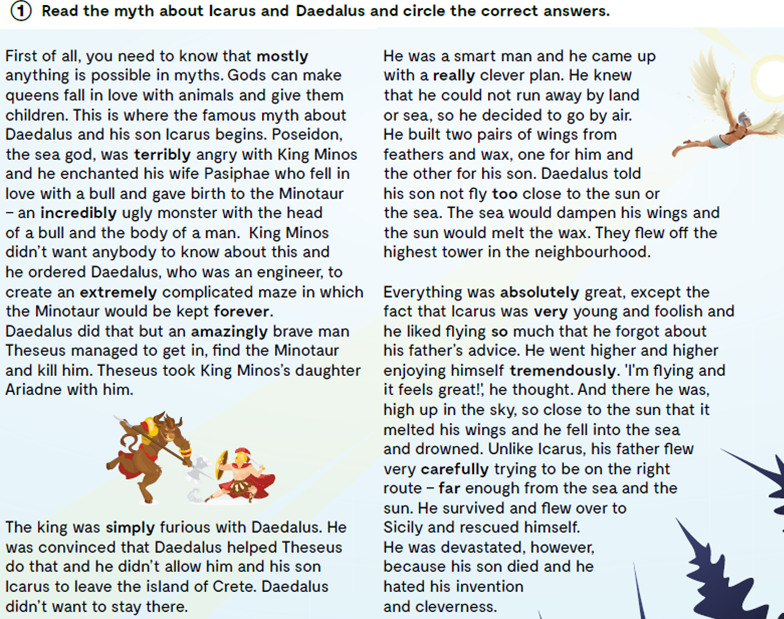 1 Read the myth about Icarus and Daedalus and circle the correct answers.
First of all, you need to know that mostly
anything is possible in myths. Gods can make
queens fall in love with animals and give them
children. This is where the famous myth about
Daedalus and his son Icarus begins. Poseidon,
the sea god, was terribly angry with King Minos
and he enchanted his wife Pasiphae who fell in
love with a bull and gave birth to the Minotaur
– an incredibly ugly monster with the head
of a bull and the body of a man. King Minos
didn't want anybody to know about this and
he ordered Daedalus, who was an engineer, to
create an extremely complicated maze in which
the Minotaur would be kept forever.
Daedalus did that but an amazingly brave man
Theseus managed to get in, find the Minotaur
and kill him. Theseus took King Minos's daughter
Ariadne with him.
The king was simply furious with Daedalus. He
was convinced that Daedalus helped Theseus
do that and he didn't allow him and his son
Icarus to leave the island of Crete. Daedalus
didn't want to stay there.
He was a smart man and he came up
with a really clever plan. He knew
that he could not run away by land
or sea, so he decided to go by air.
He built two pairs of wings from
feathers and wax, one for him and
the other for his son. Daedalus told
his son not fly too close to the sun or
the sea. The sea would dampen his wings and
the sun would melt the wax. They flew off the
highest tower in the neighbourhood.
Everything was absolutely great, except the
fact that Icarus was very young and foolish and
he liked flying so much that he forgot about
his father's advice. He went higher and higher
enjoying himself tremendously. 'I'm flying and
it feels great!', he thought. And there he was,
high up in the sky, so close to the sun that it
melted his wings and he fell into the sea
and drowned. Unlike Icarus, his father flew
very carefully trying to be on the right
route – far enough from the sea and the
sun. He survived and flew over to
Sicily and rescued himself.
He was devastated, however,
because his son died and he
hated his invention
and cleverness.